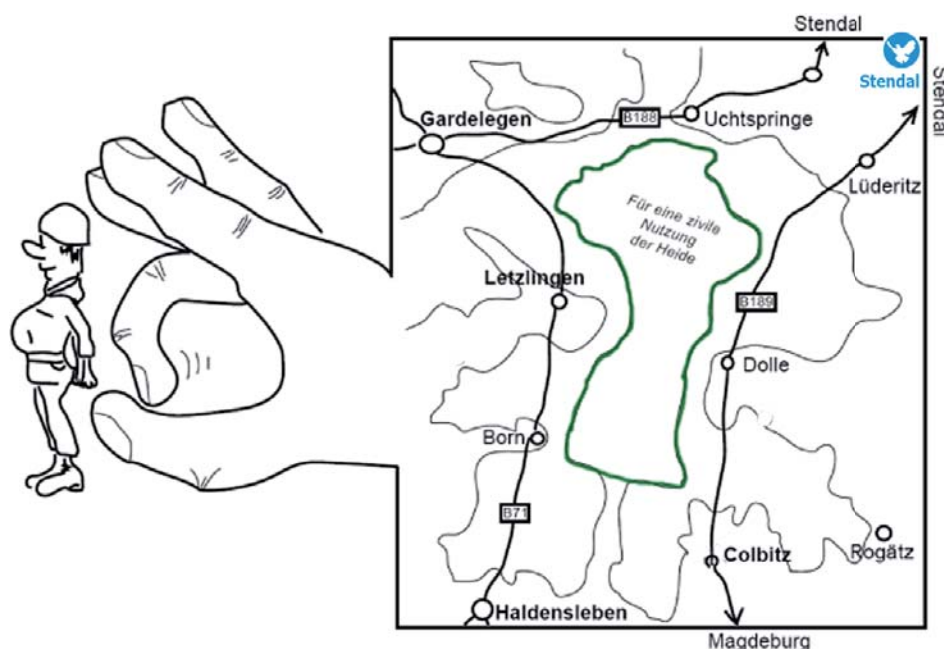 Stendal
Stendal
Stendal
Gardelegen
B188
Uchtspringe
Lüderitz
Für eine zivile
Nutzung
der Heide
Letzlingen
B189
Dolle
Born
B71
Colbitz
Rogätz
Haldensleben
Magdeburg